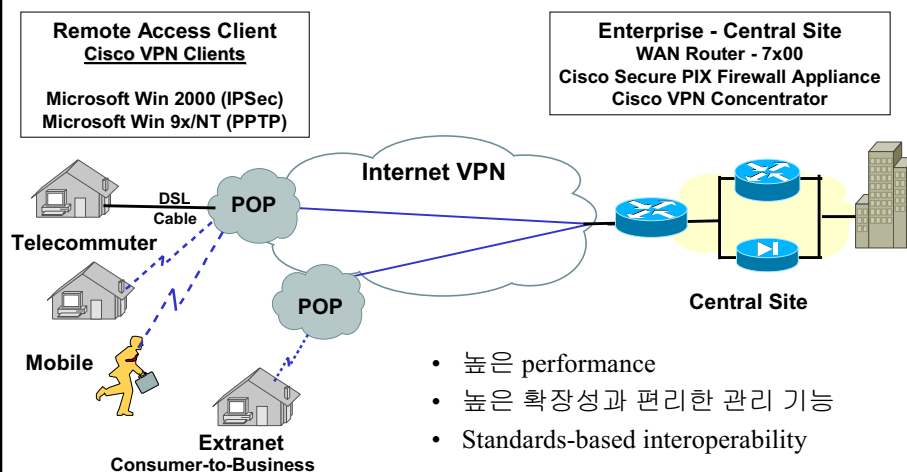 Remote Access Client
Cisco VPN Clients
Microsoft Win 2000 (IPSec)
Microsoft Win 9x/NT (PPTP)
Enterprise - Central Site
WAN Router - 7x00
Cisco Secure PIX Firewall Appliance
Cisco VPN Concentrator
Internet VPN
DSL
Cable
POP
Telecommuter
POP
Central Site
Mobile
Extranet
Consumer-to-Business
• 높은 performance
• 높은 확장성과 편리한 관리 기능
• Standards-based interoperability